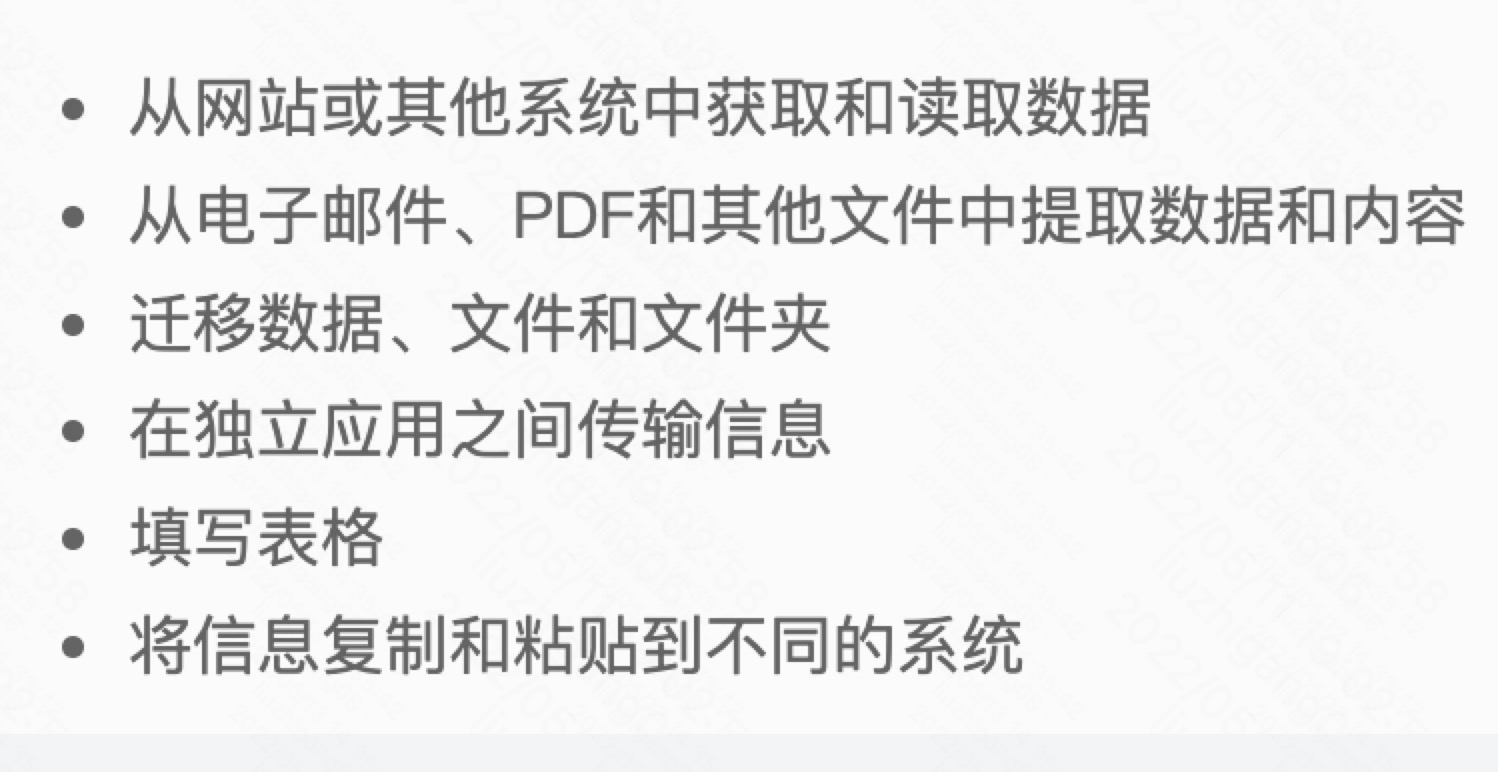 • 从网站或其他系统中获取和读取数据
• 从电子邮件、PDF和其他文件中提取数据和内容
• 迁移数据、文件和文件夹
• 在独立应用之间传输信息
• 填写表格
• 将信息复制和粘贴到不同的系统